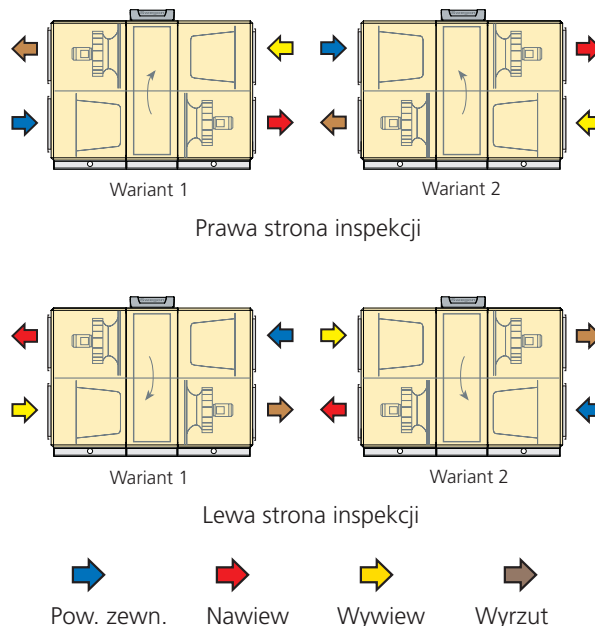 Wariant 1
Wariant 2
Prawa strona inspekcji
Wariant 1
Wariant 2
Lewa strona inspekcji
Pow. zewn.
Nawiew
Wywiew
Wyrzut